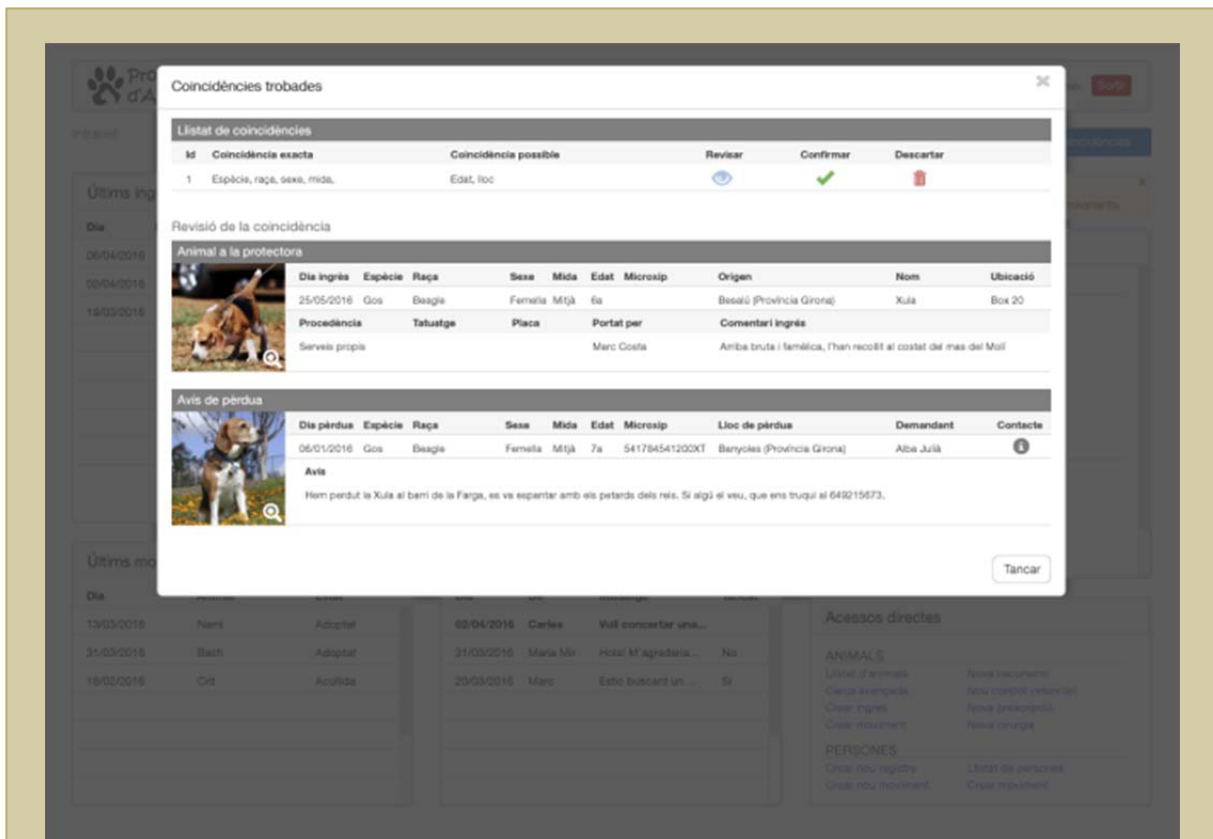 Pro
d'A
Sortir
Coincidències trobades
Llistat de coincidències
Id Coincidència exacta Coincidència possible Revisar Confirmar Descartar
1 Espècie, raça, sexe, mida, Edat, lloc
Últims ing
Dia
06/04/2016
02/04/2016
18/03/2016
Revisió de la coincidència
Animal a la protectora
Dia ingrés Espècie Raça Sexe Mida Edat Microxip Origen Nom Ubicació
25/05/2016 Gos Beagle Femella Mitjà 6a Besalú (Província Girona) Xula Box 20
Procedència Tatuatge Placa Portat per Comentari ingrés
Serveis propis Marc Costa Arriba bruta i famèlica, l'han recollit al costat del mas del Molí
Avís de pèrdua
Dia pèrdua Espècie Raça Sexe Mida Edat Microxip Lloc de pèrdua Demandant Contacte
06/01/2016 Gos Beagle Femella Mitjà 7a 541784541200XT Banyoles (Província Girona) Alba Julià
Avís
Hem perdut la Xula al barri de la Farga, es va espantar amb els petards dels reis. Si algú el veu, que ens truqui al 649215673.
Tancar
Últims mo
Dia
13/03/2016 Nami Adoptat
31/03/2016 Bach Adoptat
18/02/2016 Crit Acollida
02/04/2016 Carles Vull concertar una...
31/03/2016 Maria Mir Hola! M'agradaria... No
29/03/2016 Marc Estic buscant un ... Si
Accessos directes
ANIMALS
Llistat d'animals Nova vacunació
Cerca avançada Nou control veterinari
Crear ingrés Nova prescripció
Crear moviment Nova cirurgia
PERSONES
Crear nou registre Llistat de persones
Crear nou moviment Crear moviment